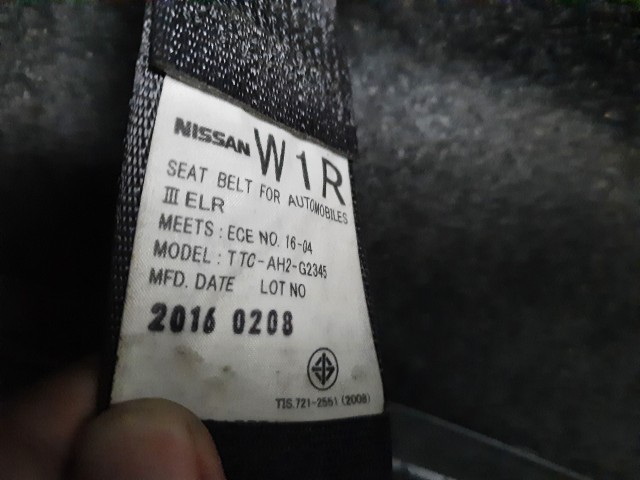 NISSAN W1R
SEAT BELT FOR AUTOMOBILES
III ELR
MEETS : ECE NO. 16-04
MODEL : TTC-AH2-G2345
MFD. DATE LOT NO
2016 0208
TIS.721-2551 (2008)